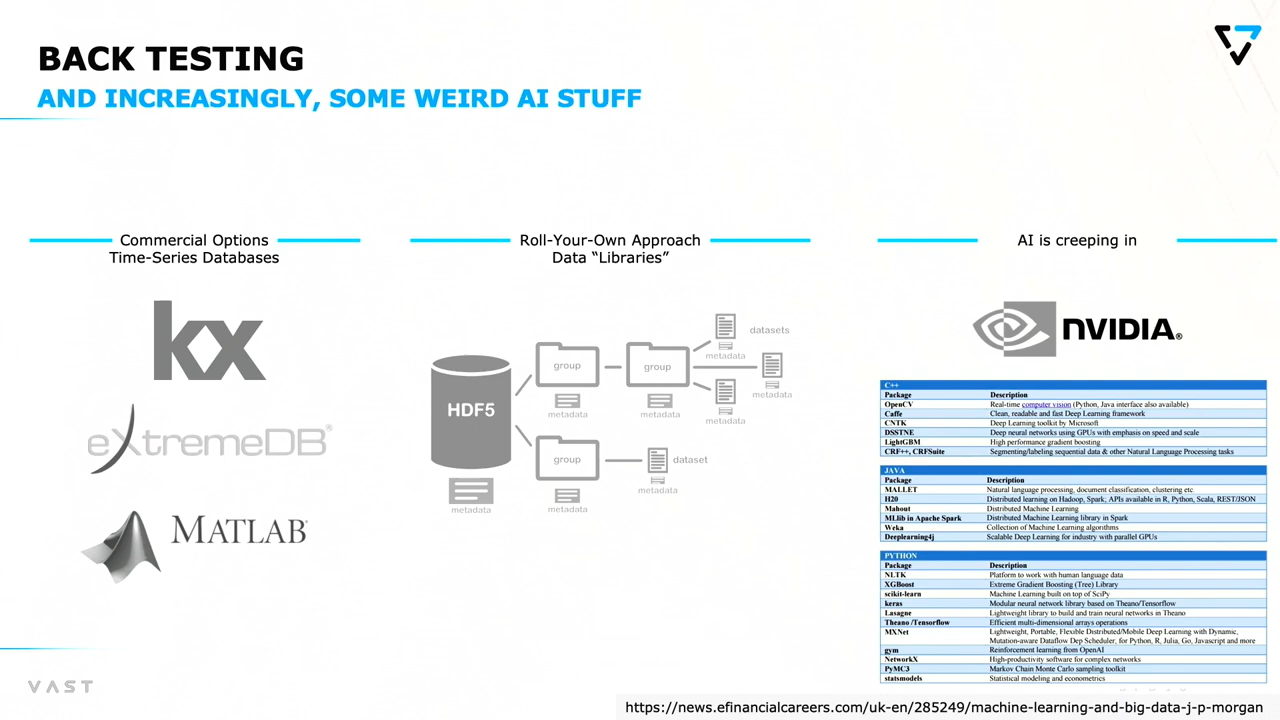 BACK TESTING
AND INCREASINGLY, SOME WEIRD AI STUFF
Commercial Options
Time-Series Databases
kx
eXtremeDB®
MATLAB®
Roll-Your-Own Approach
Data “Libraries”
HDF5
metadata
group
metadata
group
metadata
datasets
metadata
metadata
metadata
group
metadata
dataset
metadata
AI is creeping in
NVIDIA®
C++
Package Description
OpenCV Real-time computer vision (Python, Java interface also available)
Caffe Clean, readable and fast Deep Learning framework
CNTK Deep Learning toolkit by Microsoft
DSSTNE Deep neural networks using GPUs with emphasis on speed and scale
LightGBM High performance gradient boosting
CRF++, CRFSuite Segmenting/labeling sequential data & other Natural Language Processing tasks
JAVA
Package Description
MALLET Natural language processing, document classification, clustering etc.
H20 Distributed learning on Hadoop, Spark, APIs available in R, Python, Scala, REST/JSON
Mahout Distributed Machine Learning
MLlib in Apache Spark Distributed Machine Learning library in Spark
Weka Collection of Machine Learning algorithms
Deeplearning4j Scalable Deep Learning for industry with parallel GPUs
PYTHON
Package Description
NLTK Platform to work with human language data
XGBoost Extreme Gradient Boosting (Tree) Library
scikit-learn Machine Learning built on top of SciPy
keras Modular neural network library based on Theano/Tensorflow
Lasagne Lightweight library to build and train neural networks in Theano
Theano /Tensorflow Efficient multi-dimensional arrays operations
MXNet Lightweight, Portable, Flexible Distributed/Mobile Deep Learning with Dynamic,
Mutation-aware Dataflow Dep Scheduler, for Python, R, Julia, Go, Javascript and more
gym Reinforcement learning from OpenAI
NetworkX High-productivity software for complex networks
PyMC3 Markov Chain Monte Carlo sampling toolkit
statsmodels Statistical modeling and econometrics
VAST
https://news.efinancialcareers.com/uk-en/285249/machine-learning-and-big-data-j-p-morgan